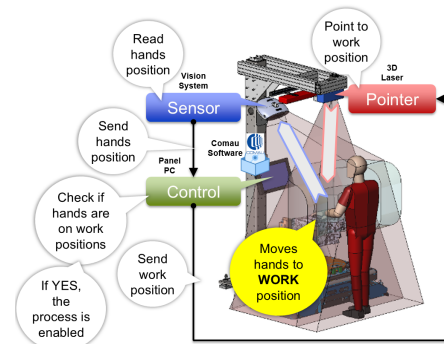 Read
hands
position
Point to
work
position
Vision
System
3D
Laser
Sensor
Pointer
Send
hands
position
Comau
Software
COMAU
Panel
PC
Control
Check if
hands are
on work
positions
Send
work
position
Moves
hands to
WORK
position
If YES,
the
process is
enabled